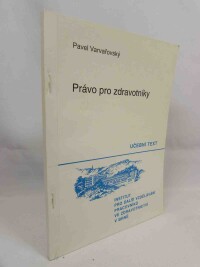 Pavel Varvařovský
Právo pro zdravotníky
UČEBNÍ TEXT
INSTITUT
PRO DALŠÍ VZDĚLÁVÁNÍ
PRACOVNÍKŮ
VE ZDRAVOTNICTVÍ
V BRNĚ